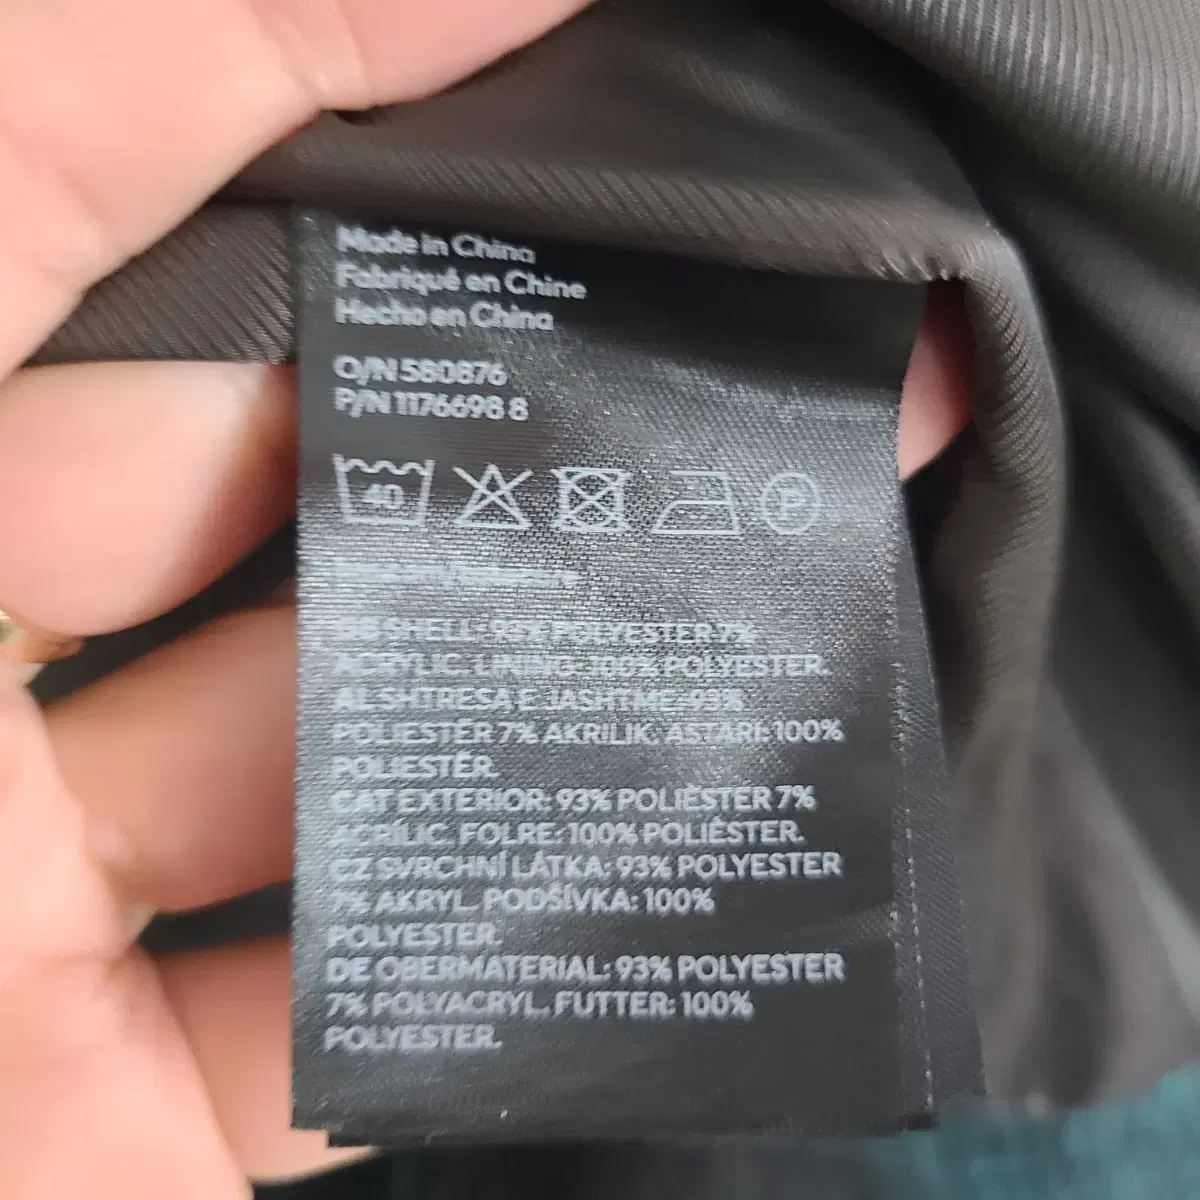 Made in China
Fabriqué en Chine
Hecho en China
O/N 580876
P/N 1176698 8
40
P
SHELL: 93% POLYESTER 7%
ACRYLIC. LINING: 100% POLYESTER.
AL SHTRESA E JASHTME: 93%
POLIESTËR 7% AKRILIK. ASTARI: 100%
POLIESTËR.
CAT EXTERIOR: 93% POLIÈSTER 7%
ACRÍLIC. FOLRE: 100% POLIÈSTER.
CZ SVRCHNÍ LÁTKA: 93% POLYESTER
7% AKRYL. PODŠÍVKA: 100%
POLYESTER.
DE OBERMATERIAL: 93% POLYESTER
7% POLYACRYL. FUTTER: 100%
POLYESTER.